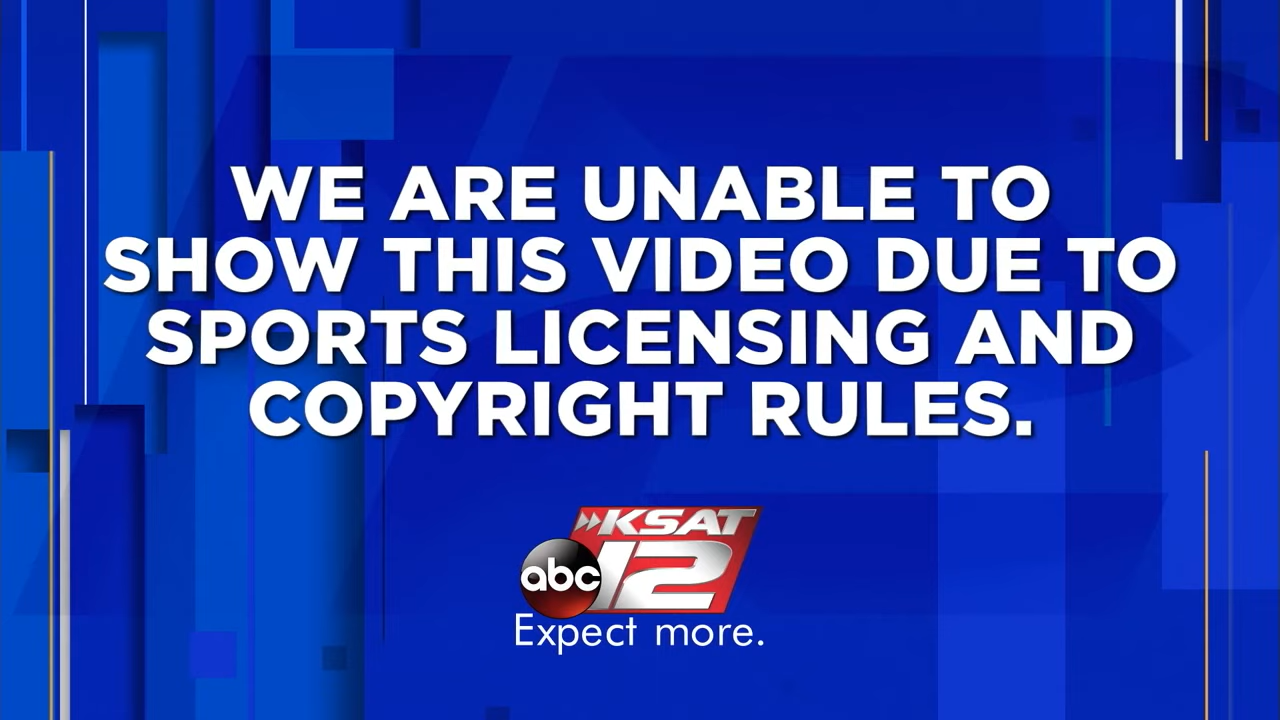 WE ARE UNABLE TO
SHOW THIS VIDEO DUE TO
SPORTS LICENSING AND
COPYRIGHT RULES.
KSAT
abc 12
Expect more.